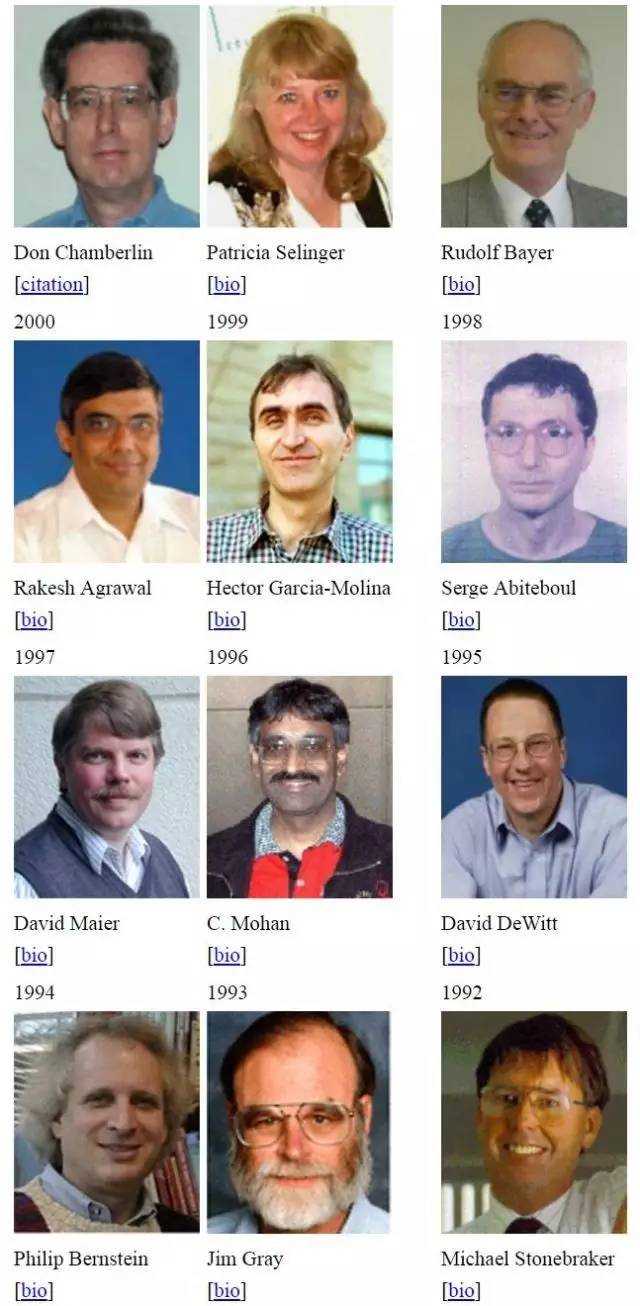 Don Chamberlin
Patricia Selinger
Rudolf Bayer
[citation]
[bio]
[bio]
2000
1999
1998
Rakesh Agrawal
Hector Garcia-Molina
Serge Abiteboul
[bio]
[bio]
[bio]
1997
1996
1995
David Maier
C. Mohan
David DeWitt
[bio]
[bio]
[bio]
1994
1993
1992
Philip Bernstein
Jim Gray
Michael Stonebraker
[bio]
[bio]
[bio]